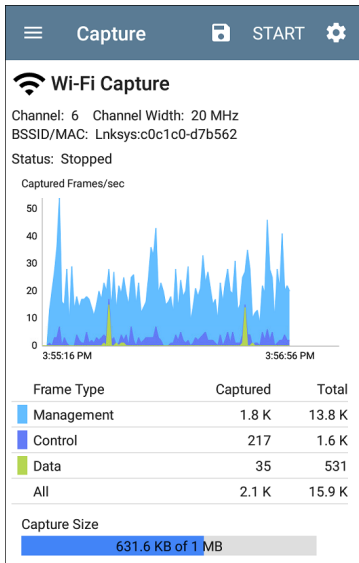 Capture START
Wi-Fi Capture
Channel: 6 Channel Width: 20 MHz
BSSID/MAC: Lnksys:c0c1c0-d7b562
Status: Stopped
Captured Frames/sec
50
40
30
20
10
0
3:55:16 PM 3:56:56 PM
Frame Type Captured Total
Management 1.8 K 13.8 K
Control 217 1.6 K
Data 35 531
All 2.1 K 15.9 K
Capture Size
631.6 KB of 1 MB